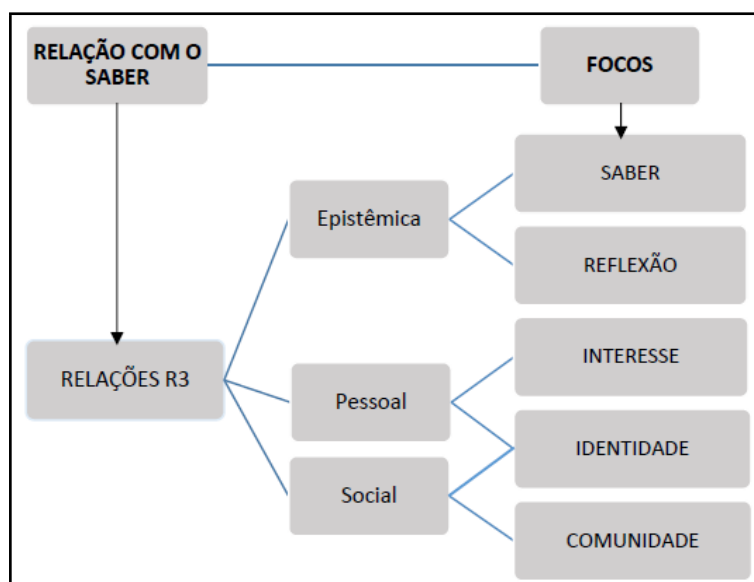 RELAÇÃO COM O
SABER
FOCOS
SABER
Epistêmica
REFLEXÃO
RELAÇÕES R3
INTERESSE
Pessoal
IDENTIDADE
Social
COMUNIDADE